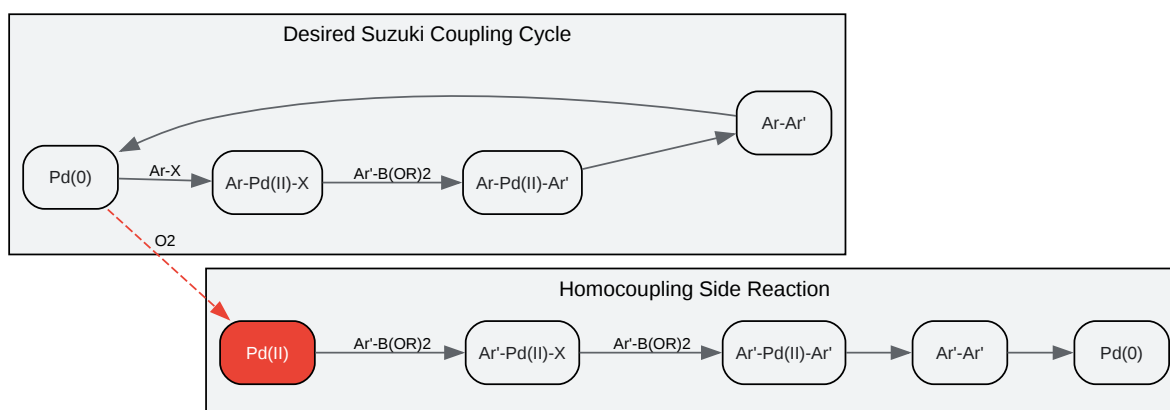 Desired Suzuki Coupling Cycle
Ar-Ar'
Pd(0)
Ar-X
Ar-Pd(II)-X
Ar'-B(OR)2
Ar-Pd(II)-Ar'
O2
Homocoupling Side Reaction
Pd(II)
Ar'-B(OR)2
Ar'-Pd(II)-X
Ar'-B(OR)2
Ar'-Pd(II)-Ar'
Ar'-Ar'
Pd(0)